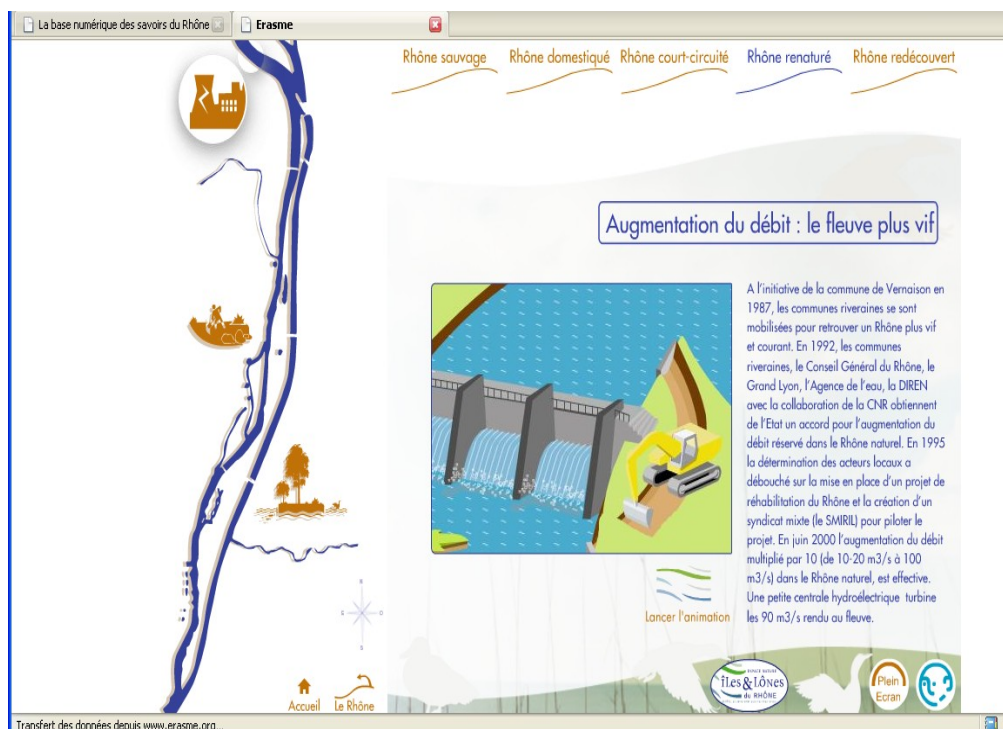 La base numérique des savoirs du Rhône
Erasme
Rhône sauvage
Rhône domestiqué
Rhône court-circuité
Rhône renaturé
Rhône redécouvert
Augmentation du débit : le fleuve plus vif
A l'initiative de la commune de Vernaison en
1987, les communes riveraines se sont
mobilisées pour retrouver un Rhône plus vif
et courant. En 1992, les communes
riveraines, le Conseil Général du Rhône, le
Grand Lyon, l'Agence de l'eau, la DIREN
avec la collaboration de la CNR obtiennent
de l'Etat un accord pour l'augmentation du
débit réservé dans le Rhône naturel. En 1995
la détermination des acteurs locaux a
débouché sur la mise en place d'un projet de
réhabilitation du Rhône et la création d'un
syndicat mixte (le SMIRIL) pour piloter le
projet. En juin 2000 l'augmentation du débit
multiplié par 10 (de 10-20 m3/s à 100
m3/s) dans le Rhône naturel, est effective.
Une petite centrale hydroélectrique turbine
les 90 m3/s rendu au fleuve.
Lancer l'animation
Accueil
Le Rhône
ESPACE NATURE
Îles & Lônes
du RHÔNE
Plein
Ecran
Transfert des données depuis www.erasme.org...